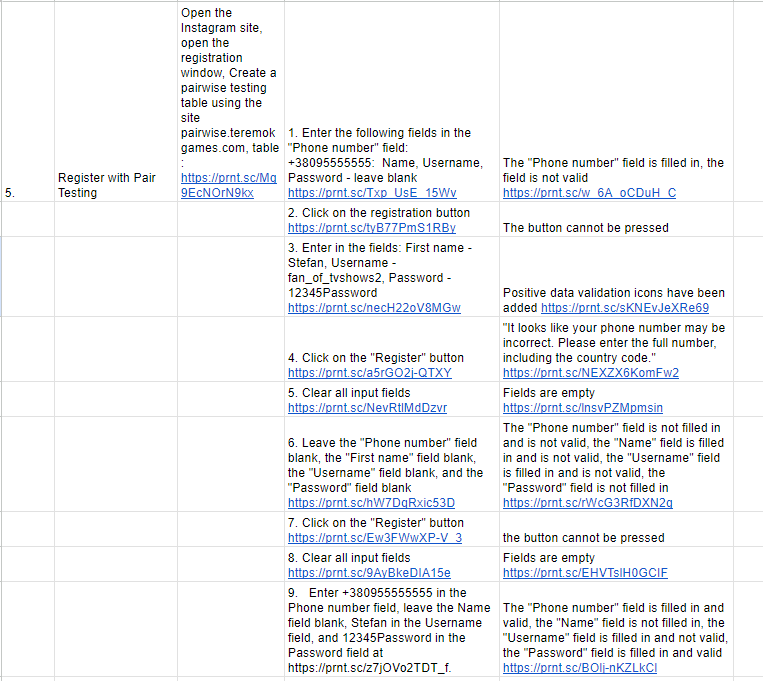 Open the
Instagram site,
open the
registration
window, Create a
pairwise testing
table using the
site
pairwise.teremok
games.com, table
:
https://prnt.sc/Mq
9EcNOrN9kx
5.
Register with Pair
Testing
1. Enter the following fields in the
"Phone number" field:
+38095555555: Name, Username,
Password - leave blank
https://prnt.sc/Txp_UsE_15Wv
The "Phone number" field is filled in, the
field is not valid
https://prnt.sc/w_6A_oCDuH_C
2. Click on the registration button
https://prnt.sc/tyB77PmS1RBy
The button cannot be pressed
3. Enter in the fields: First name -
Stefan, Username -
fan_of_tvshows2, Password -
12345Password
https://prnt.sc/necH22oV8MGw
Positive data validation icons have been
added https://prnt.sc/sKNEvJeXRe69
4. Click on the "Register" button
https://prnt.sc/a5rGO2j-QTXY
"It looks like your phone number may be
incorrect. Please enter the full number,
including the country code."
https://prnt.sc/NEXZX6KomFw2
5. Clear all input fields
https://prnt.sc/NevRtlMdDzvr
Fields are empty
https://prnt.sc/lnsvPZMpmsin
6. Leave the "Phone number" field
blank, the "First name" field blank,
the "Username" field blank, and the
"Password" field blank
https://prnt.sc/hW7DqRxic53D
The "Phone number" field is not filled in
and is not valid, the "Name" field is filled
in and is not valid, the "Username" field
is filled in and is not valid, the
"Password" field is not filled in
https://prnt.sc/rWcG3RfDXN2q
7. Click on the "Register" button
https://prnt.sc/Ew3FWwXP-V_3
the button cannot be pressed
8. Clear all input fields
https://prnt.sc/9AvBkeDIA15e
Fields are empty
https://prnt.sc/EHVTslH0GCIF
9. Enter +380955555555 in the
Phone number field, leave the Name
field blank, Stefan in the Username
field, and 12345Password in the
Password field at
https://prnt.sc/z7jOVo2TDT_f.
The "Phone number" field is filled in and
valid, the "Name" field is not filled in, the
"Username" field is filled in and not valid,
the "Password" field is filled in and valid
https://prnt.sc/BOlj-nKZLkCl